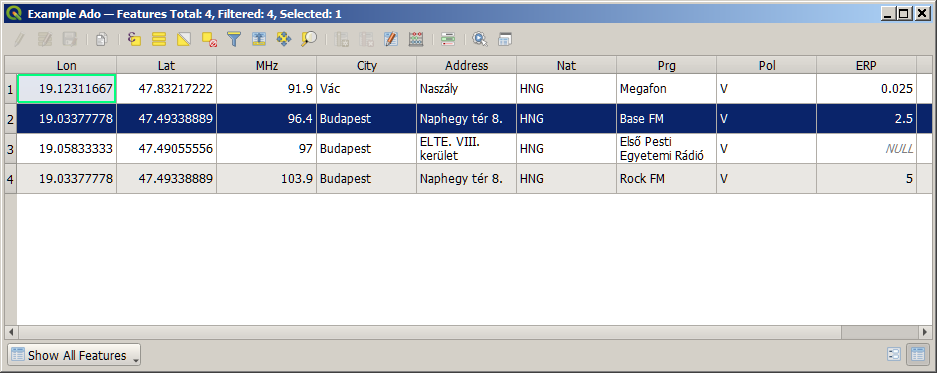 Example Ado — Features Total: 4, Filtered: 4, Selected: 1
Lon Lat MHz City Address Nat Prg Pol ERP
1 19.12311667 47.83217222 91.9 Vác Naszály HNG Megafon V 0.025
2 19.03377778 47.49338889 96.4 Budapest Naphegy tér 8. HNG Base FM V 2.5
3 19.05833333 47.49055556 97 Budapest ELTE. VIII. HNG Első Pesti V NULL
kerület Egyetemi Rádió
4 19.03377778 47.49338889 103.9 Budapest Naphegy tér 8. HNG Rock FM V 5
Show All Features